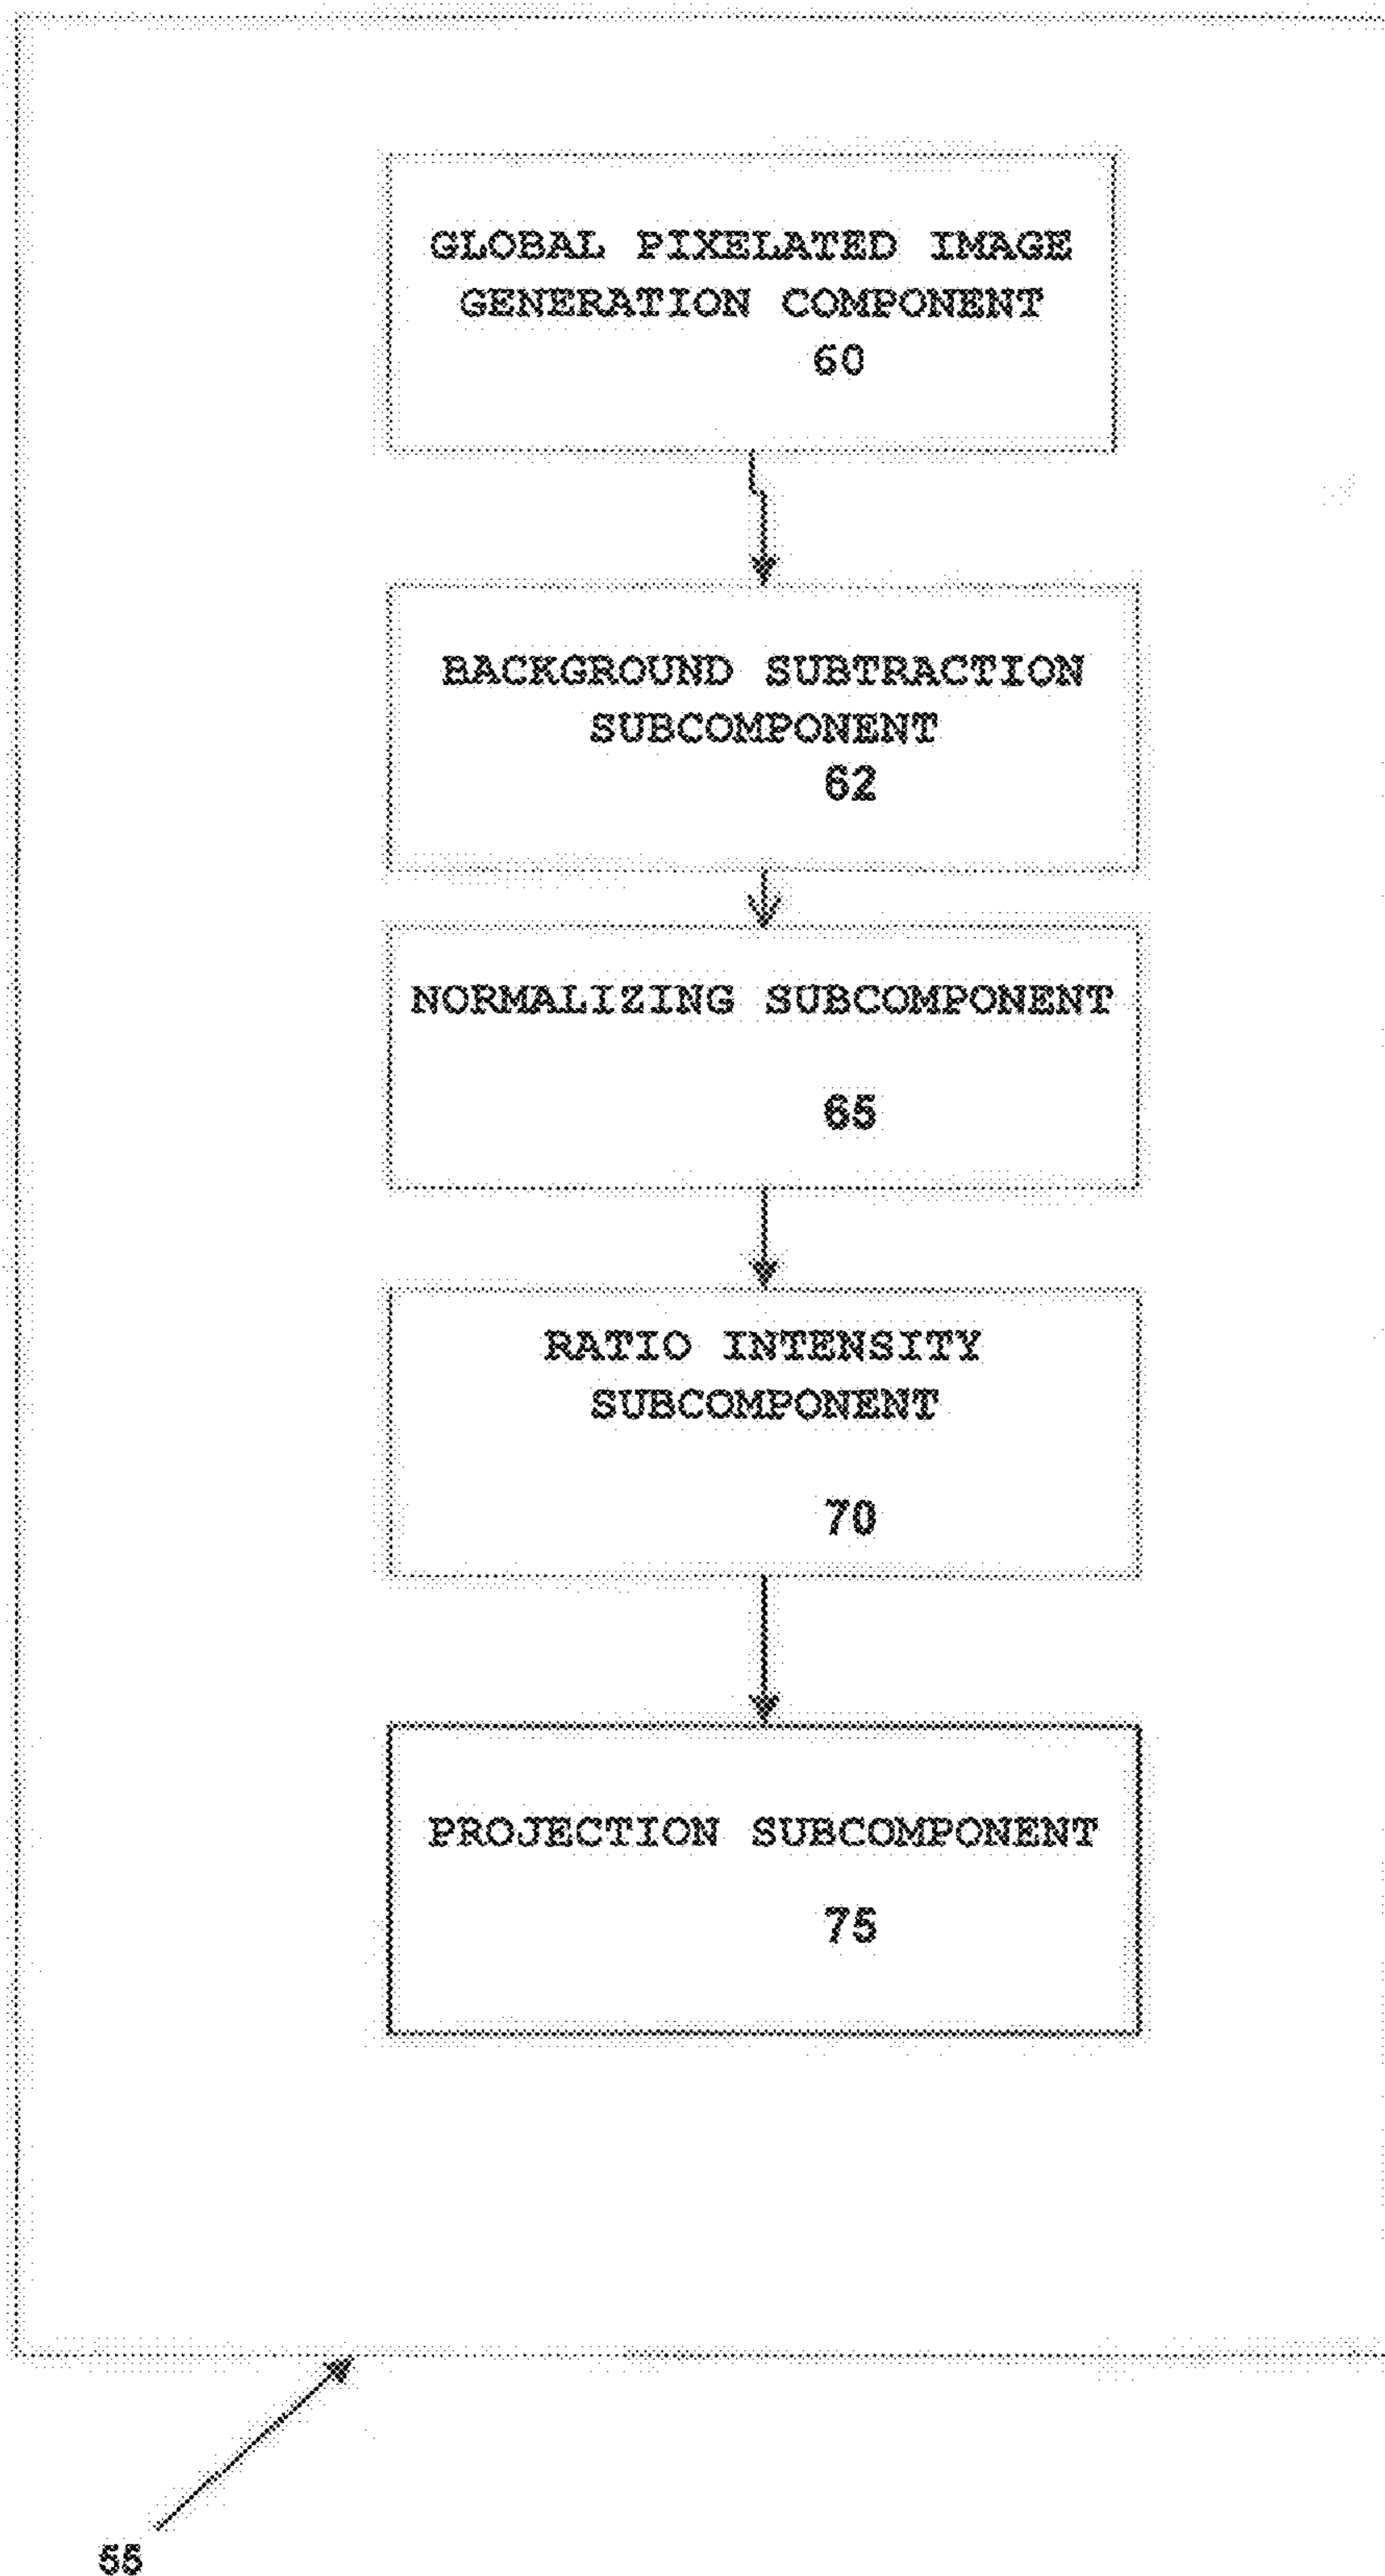 GLOBAL PIXELATED IMAGE
GENERATION COMPONENT
60
BACKGROUND SUBTRACTION
SUBCOMPONENT
62
NORMALIZING SUBCOMPONENT
65
RATIO INTENSITY
SUBCOMPONENT
70
PROJECTION SUBCOMPONENT
75
55